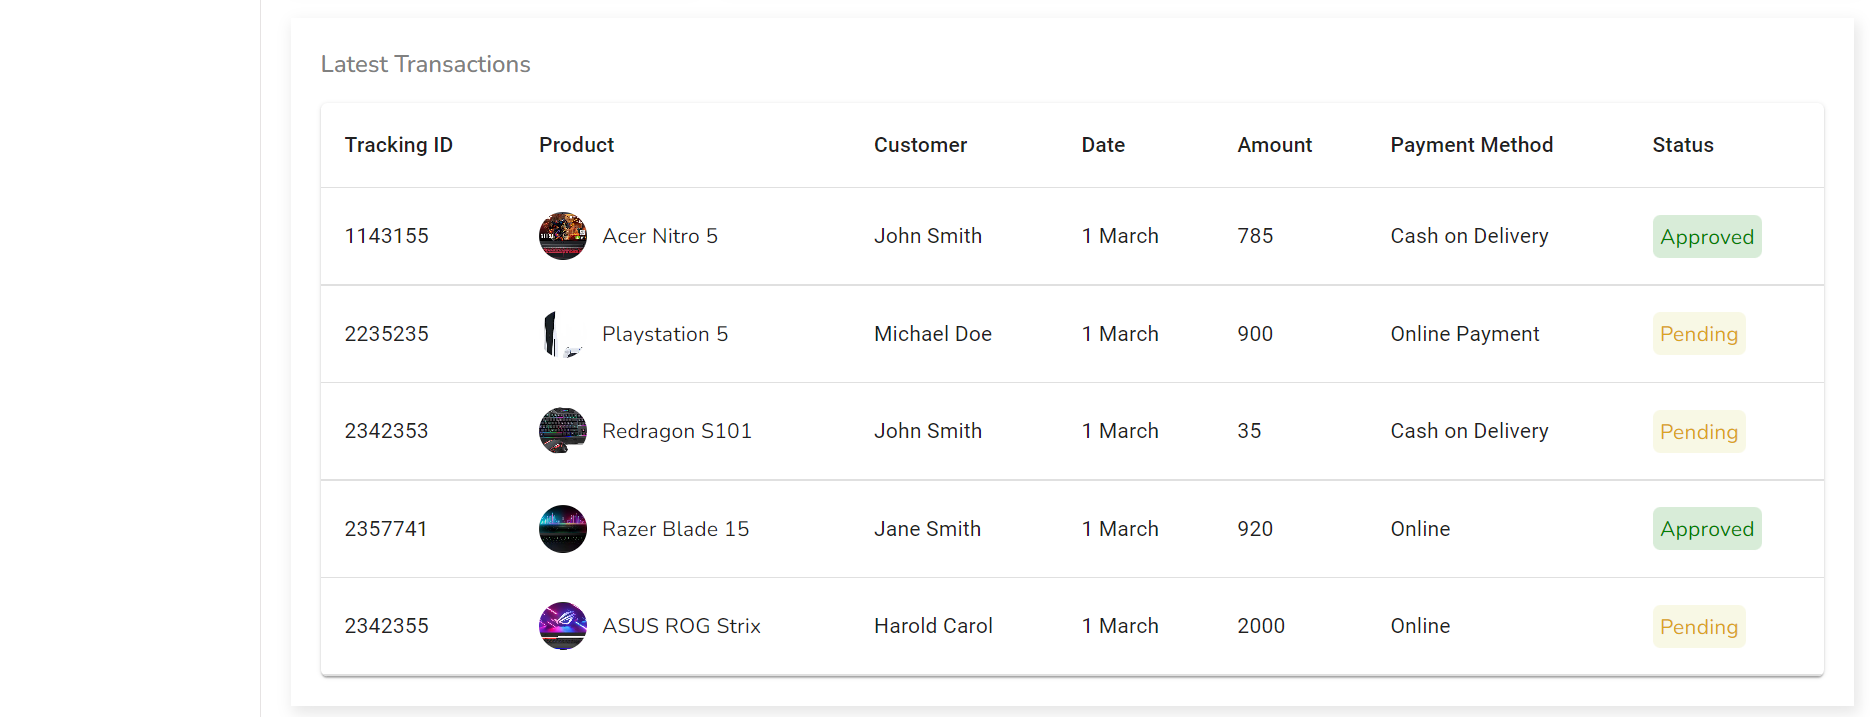 Latest Transactions
Tracking ID Product Customer Date Amount Payment Method Status
1143155 Acer Nitro 5 John Smith 1 March 785 Cash on Delivery Approved
2235235 Playstation 5 Michael Doe 1 March 900 Online Payment Pending
2342353 Redragon S101 John Smith 1 March 35 Cash on Delivery Pending
2357741 Razer Blade 15 Jane Smith 1 March 920 Online Approved
2342355 ASUS ROG Strix Harold Carol 1 March 2000 Online Pending